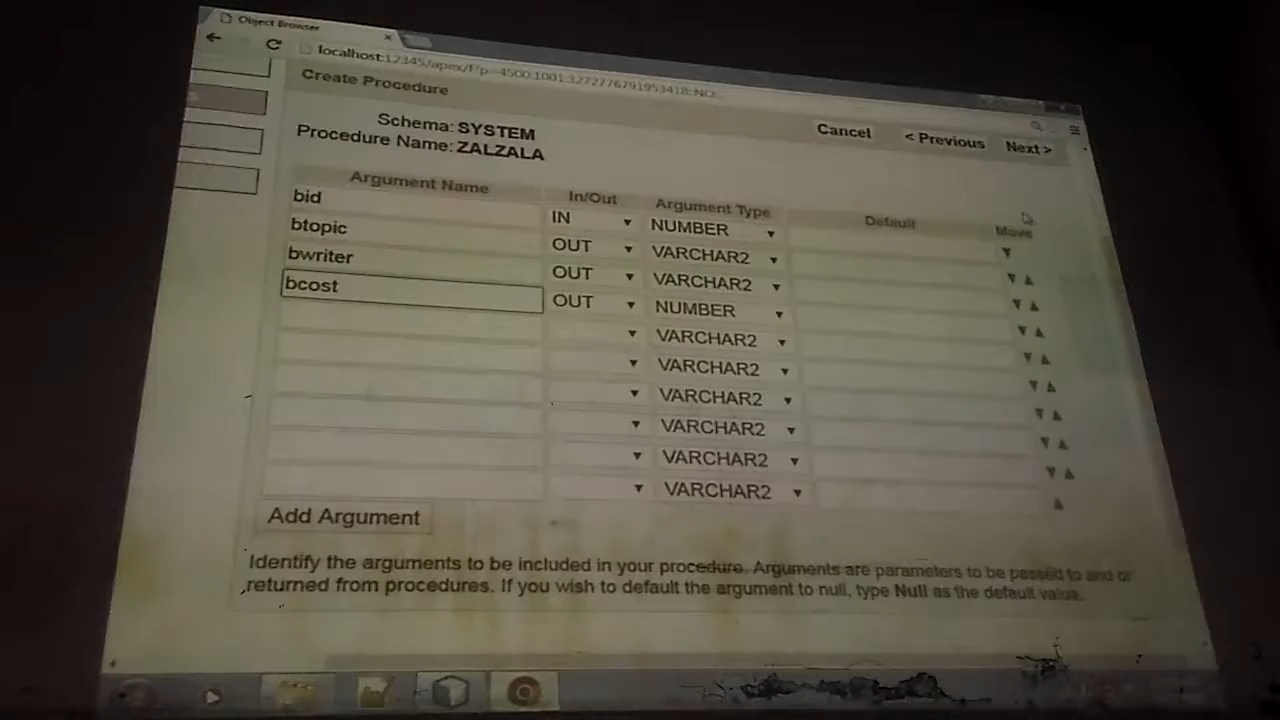 Object Browser
localhost:12345/apex/f?p=4500:1001:3272776791953418::NO:
Create Procedure
Schema: SYSTEM
Procedure Name: ZALZALA
Cancel < Previous Next >
Argument Name In/Out Argument Type Default Move
bid IN NUMBER
btopic OUT VARCHAR2
bwriter OUT VARCHAR2
bcost OUT NUMBER
VARCHAR2
VARCHAR2
VARCHAR2
VARCHAR2
VARCHAR2
VARCHAR2
Add Argument
Identify the arguments to be included in your procedure. Arguments are parameters to be passed to and or
returned from procedures. If you wish to default the argument to null, type Null as the default value.